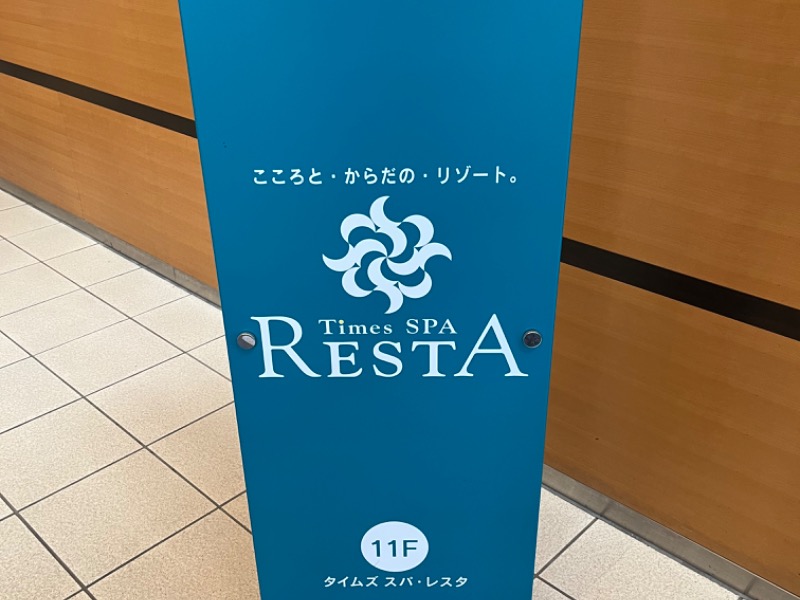 こころと・からだの・リゾート。
Times SPA
RESTA
11F
タイムズ スパ・レスタ